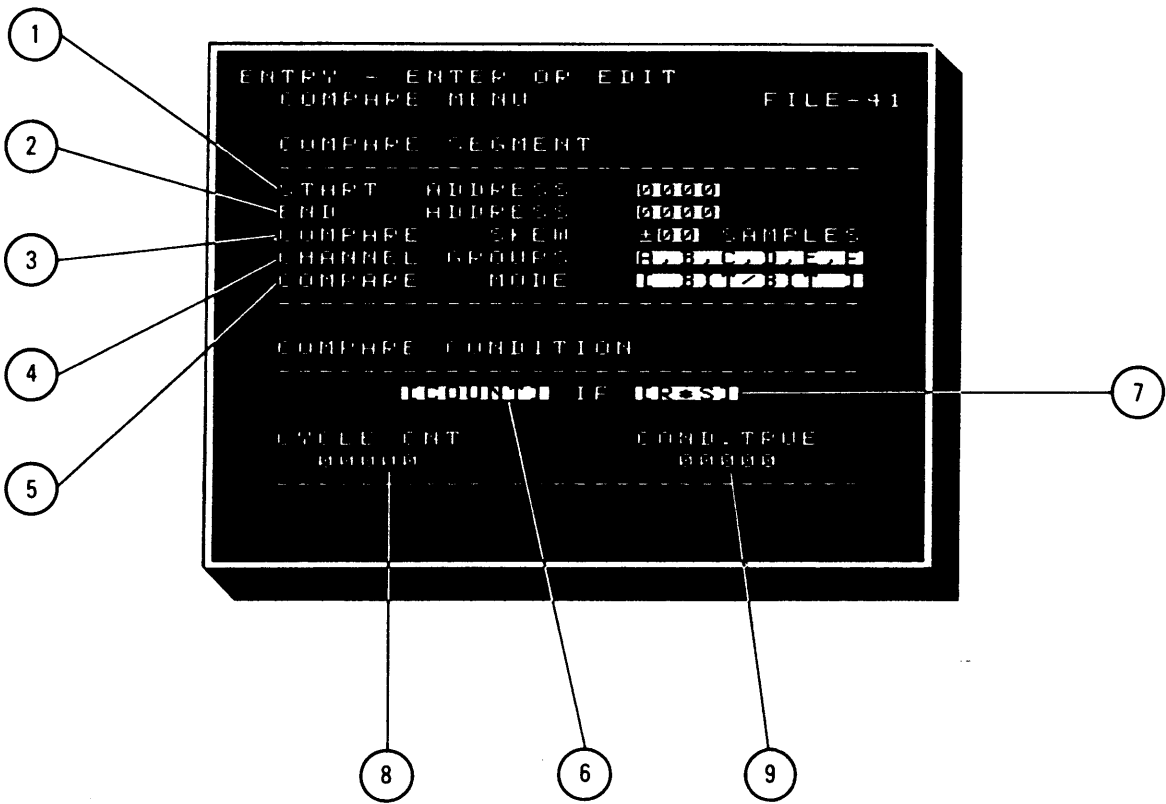 ENTRY - ENTER OR EDIT
COMPARE MENU FILE-41
COMPARE SEGMENT
START ADDRESS 0000
END ADDRESS 0000
COMPARE SKEW ±00 SAMPLES
CHANNEL GROUPS A,B,C,D,E,F
COMPARE MODE [ BIT/BIT ]
COMPARE CONDITION
[COUNT] IF [R*S]
CYCLE CNT COND.TRUE
00000 00000
1
2
3
4
5
7
8
6
9